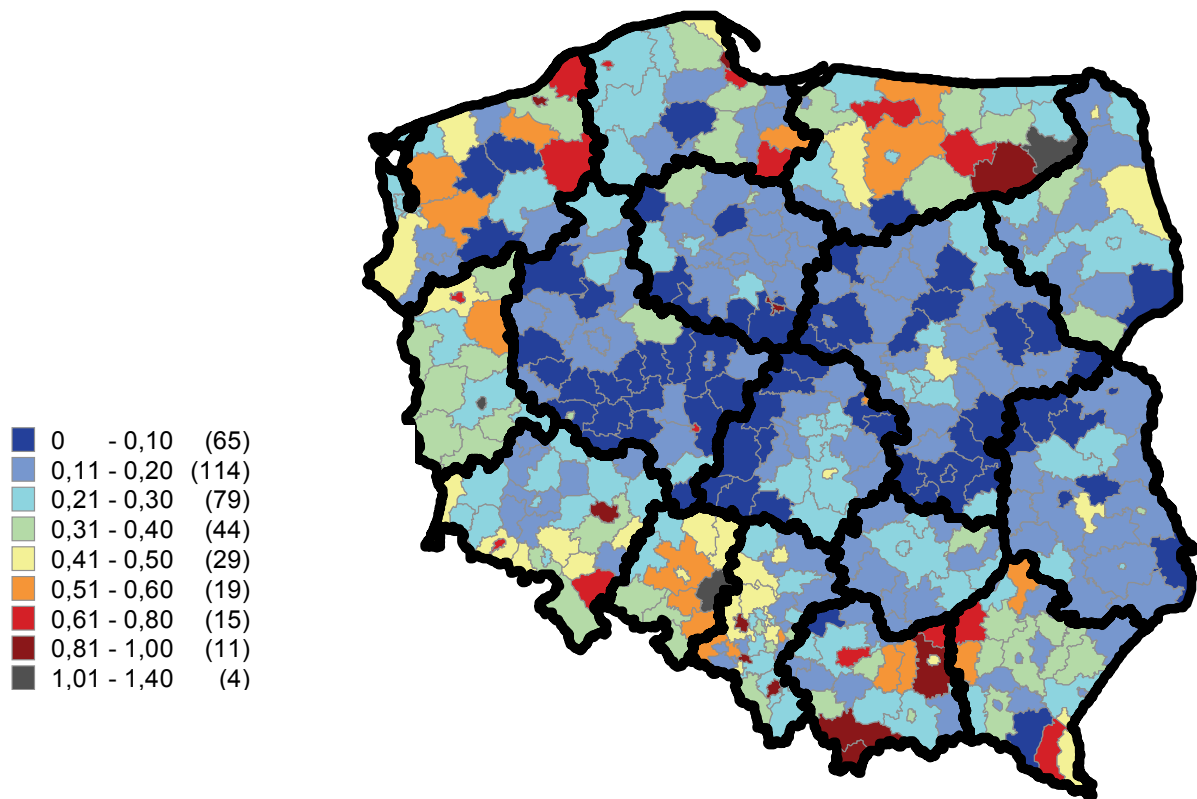 0 - 0,10 (65)
0,11 - 0,20 (114)
0,21 - 0,30 (79)
0,31 - 0,40 (44)
0,41 - 0,50 (29)
0,51 - 0,60 (19)
0,61 - 0,80 (15)
0,81 - 1,00 (11)
1,01 - 1,40 (4)